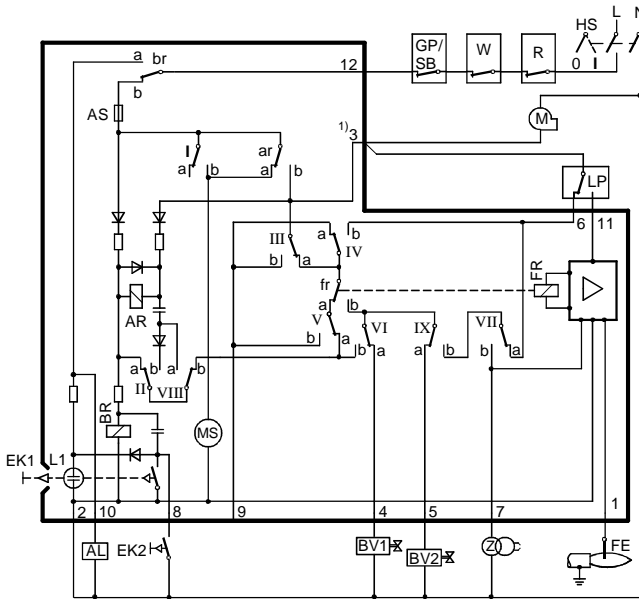 HS L N
GP/ W R
SB
0 I
a br
b
12
AS
M
1) 3
I ar
a b a b
LP
6 11
a b
III IV
b a
fr
FR
a b
V VI IX VII
AR
b a b a a b b a
a b a b
II VIII
BR
MS
EK1 L1
2 10 8 9 4 5 7 1
AL EK2 BV1 BV2 Z FE